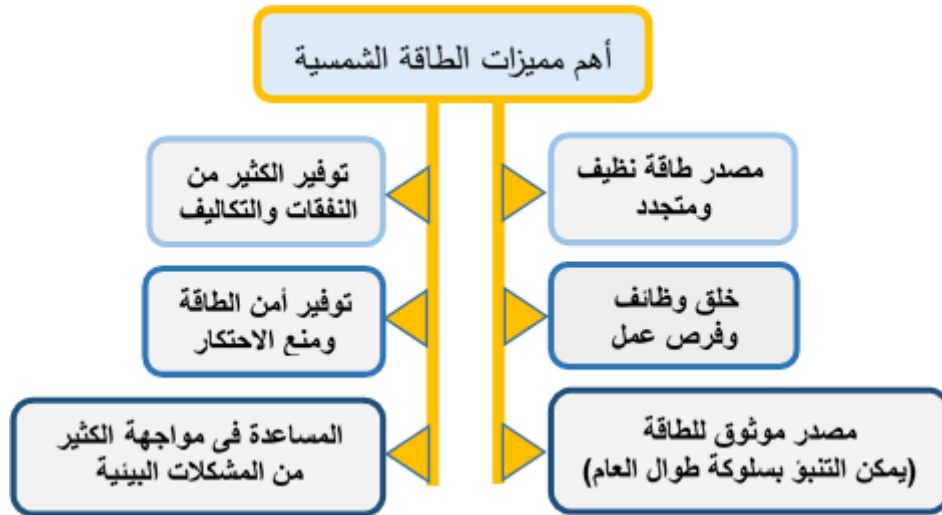 أهم مميزات الطاقة الشمسية
مصدر طاقة نظيف
ومتجدد
توفير الكثير من
النفقات والتكاليف
خلق وظائف
وفرص عمل
توفير أمن الطاقة
ومنع الاحتكار
مصدر موثوق للطاقة
(يمكن التنبؤ بسلوكة طوال العام)
المساعدة فى مواجهة الكثير
من المشكلات البيئية